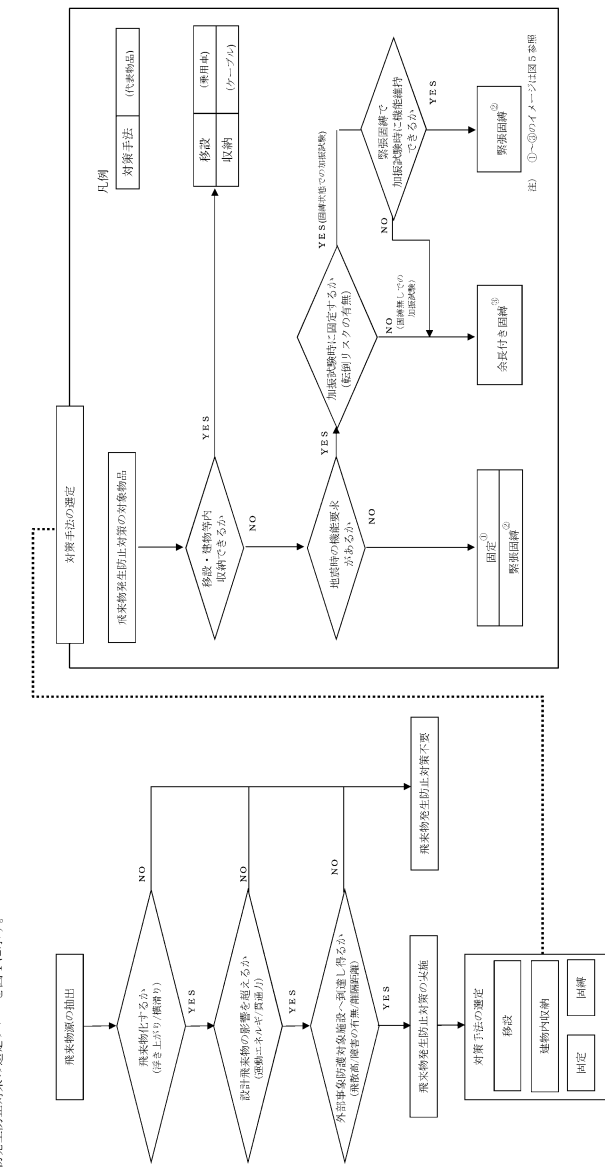 飛来物源の抽出
飛来物化するか
(浮き上がり/横滑り)
NO
YES
設計飛来物の影響を超えるか
(運動エネルギ/貫通力)
NO
YES
外部事象防護対象施設へ到達し得るか
(飛散高/障害の有無/離隔距離)
NO
YES
飛来物発生防止対策の実施
飛来物発生防止対策不要
対策手法の選定
移設
建物内収納
固定
固縛
対策手法の選定
凡例
対策手法
(代表物品)
飛来物発生防止対策の対象物品
移設・建物等内
収納できるか
YES
移設
(乗用車)
収納
(ケーブル)
NO
地震時の機能要求
があるか
YES
NO
加振試験時に固定するか
(転倒リスクの有無)
YES(固縛状態での加振試験)
NO
(固縛無しでの
加振試験)
緊張固縛で
加振試験時に機能維持
できるか
NO
YES
固定①
緊張固縛②
余長付き固縛③
緊張固縛②
注) ①~③のイメージは図5参照